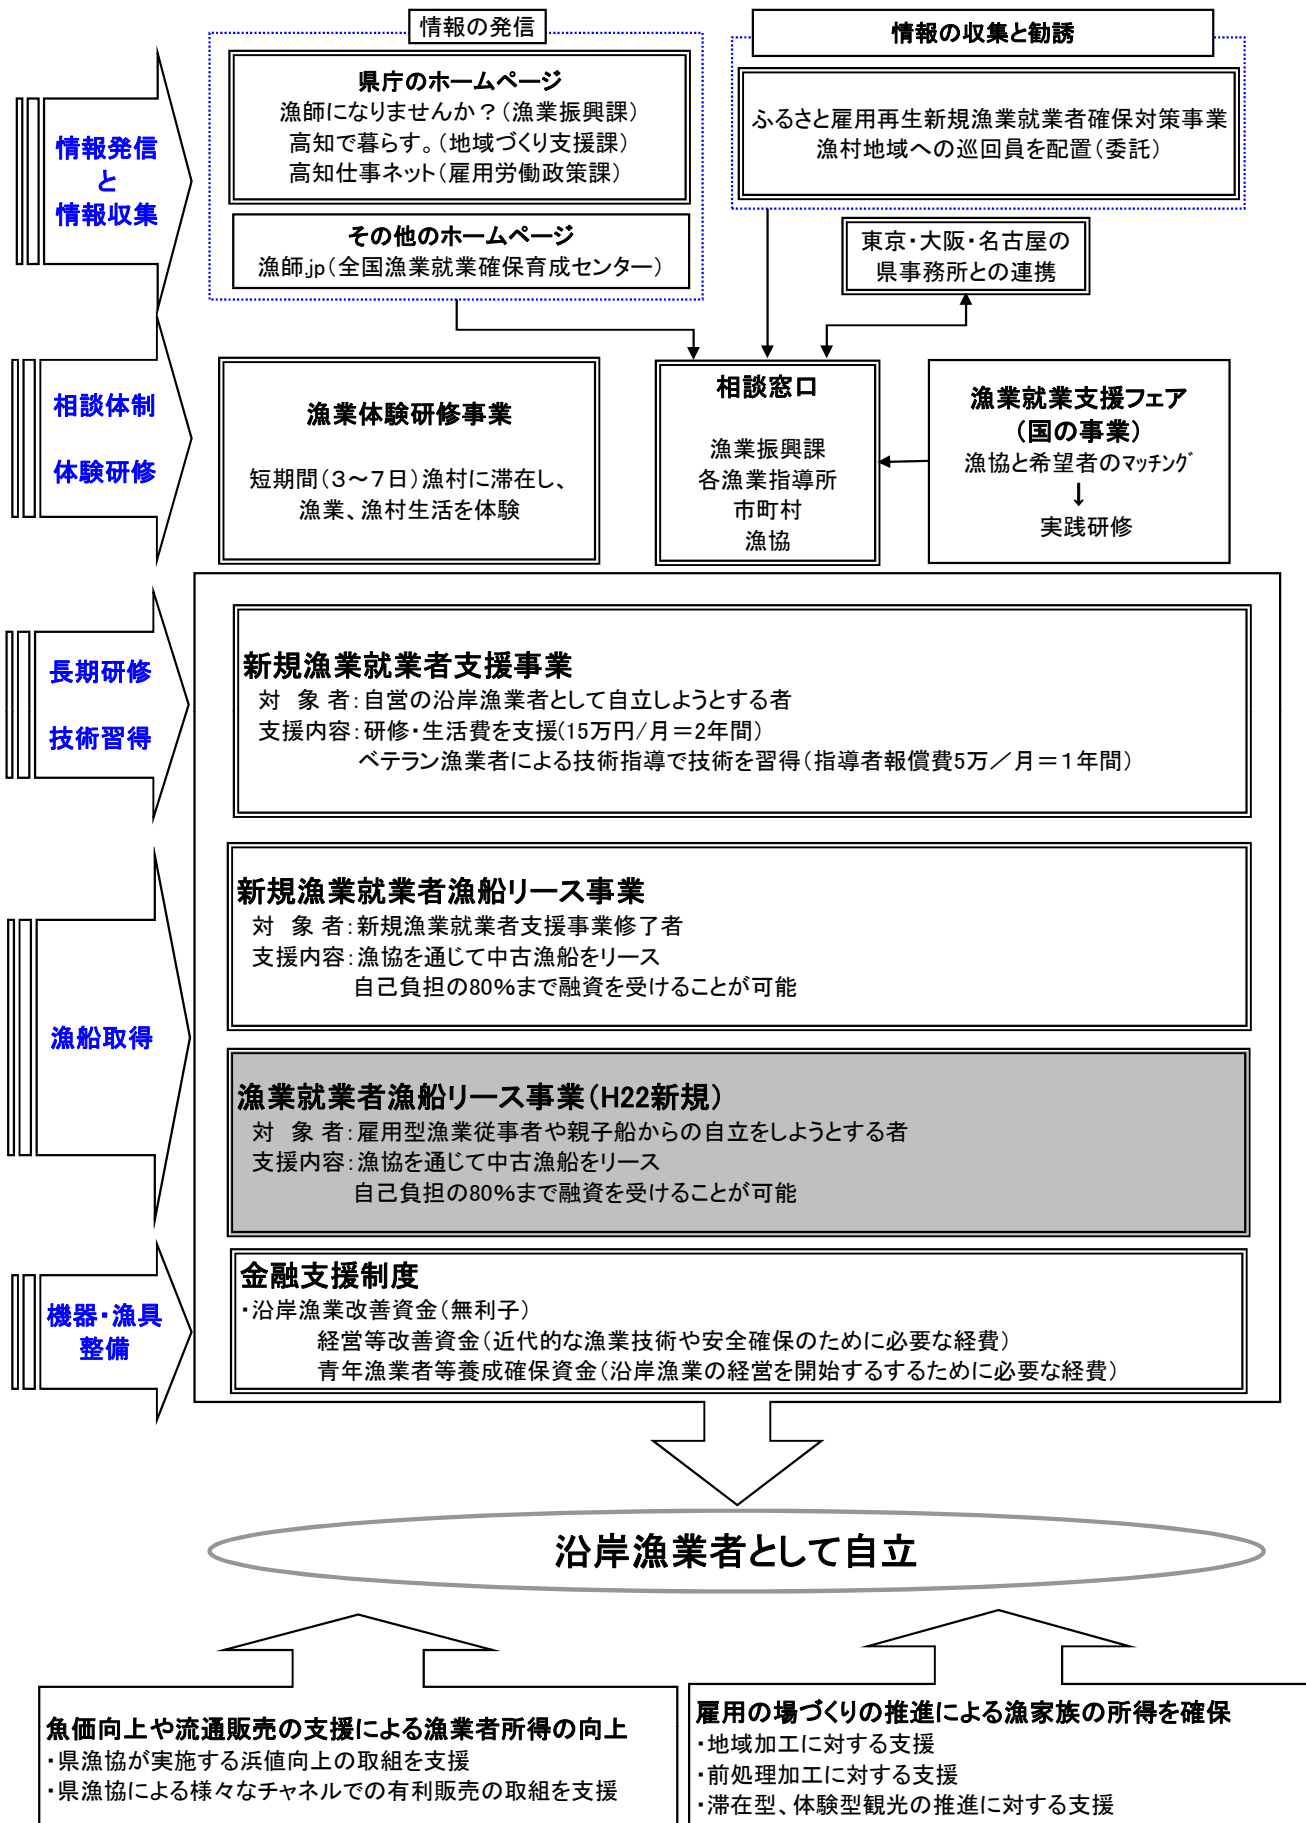 情報の発信
県庁のホームページ
漁師になりませんか？（漁業振興課）
高知で暮らす。（地域づくり支援課）
高知仕事ネット（雇用労働政策課）
その他のホームページ
漁師.jp（全国漁業就業確保育成センター）
情報の収集と勧誘
ふるさと雇用再生新規漁業就業者確保対策事業
漁村地域への巡回員を配置（委託）
東京・大阪・名古屋の
県事務所との連携
情報発信
と
情報収集
相談体制
体験研修
漁業体験研修事業
短期間（３～７日）漁村に滞在し、
漁業、漁村生活を体験
相談窓口
漁業振興課
各漁業指導所
市町村
漁協
漁業就業支援フェア
（国の事業）
漁協と希望者のﾏｯﾁﾝｸﾞ
↓
実践研修
長期研修
技術習得
新規漁業就業者支援事業
対　象 者：自営の沿岸漁業者として自立しようとする者
支援内容：研修・生活費を支援(15万円/月＝2年間)
ベテラン漁業者による技術指導で技術を習得（指導者報償費5万／月＝１年間）
漁船取得
新規漁業就業者漁船リース事業
対　象 者：新規漁業就業者支援事業修了者
支援内容：漁協を通じて中古漁船をリース
自己負担の80%まで融資を受けることが可能
漁業就業者漁船リース事業（H22新規）
対　象 者：雇用型漁業従事者や親子船からの自立をしようとする者
支援内容：漁協を通じて中古漁船をリース
自己負担の80%まで融資を受けることが可能
機器・漁具
整備
金融支援制度
・沿岸漁業改善資金（無利子）
経営等改善資金（近代的な漁業技術や安全確保のために必要な経費）
青年漁業者等養成確保資金（沿岸漁業の経営を開始するするために必要な経費）
沿岸漁業者として自立
魚価向上や流通販売の支援による漁業者所得の向上
・県漁協が実施する浜値向上の取組を支援
・県漁協による様々なチャネルでの有利販売の取組を支援
雇用の場づくりの推進による漁家族の所得を確保
・地域加工に対する支援
・前処理加工に対する支援
・滞在型、体験型観光の推進に対する支援